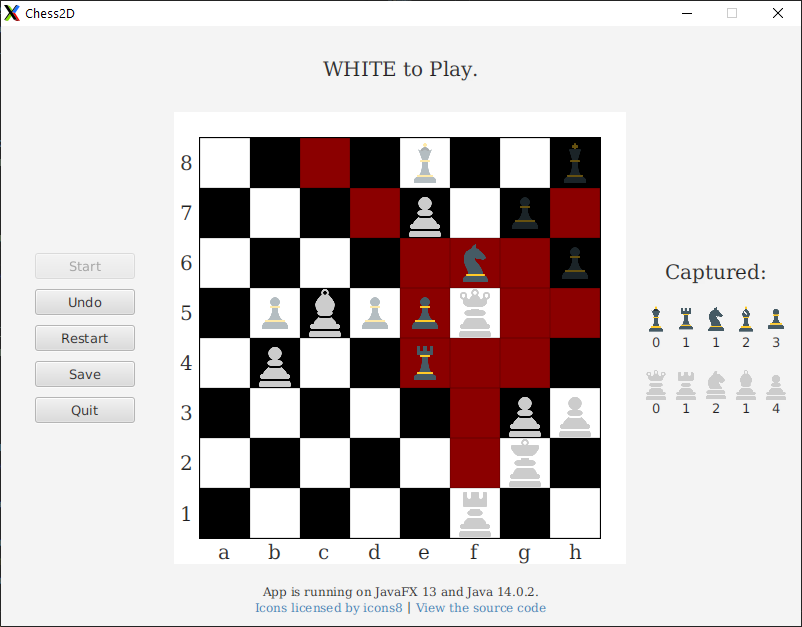 Chess2D
WHITE to Play.
8
7
6
5
4
3
2
1
a b c d e f g h
Start
Undo
Restart
Save
Quit
Captured:
0 1 1 2 3
0 1 2 1 4
App is running on JavaFX 13 and Java 14.0.2.
Icons licensed by icons8 | View the source code